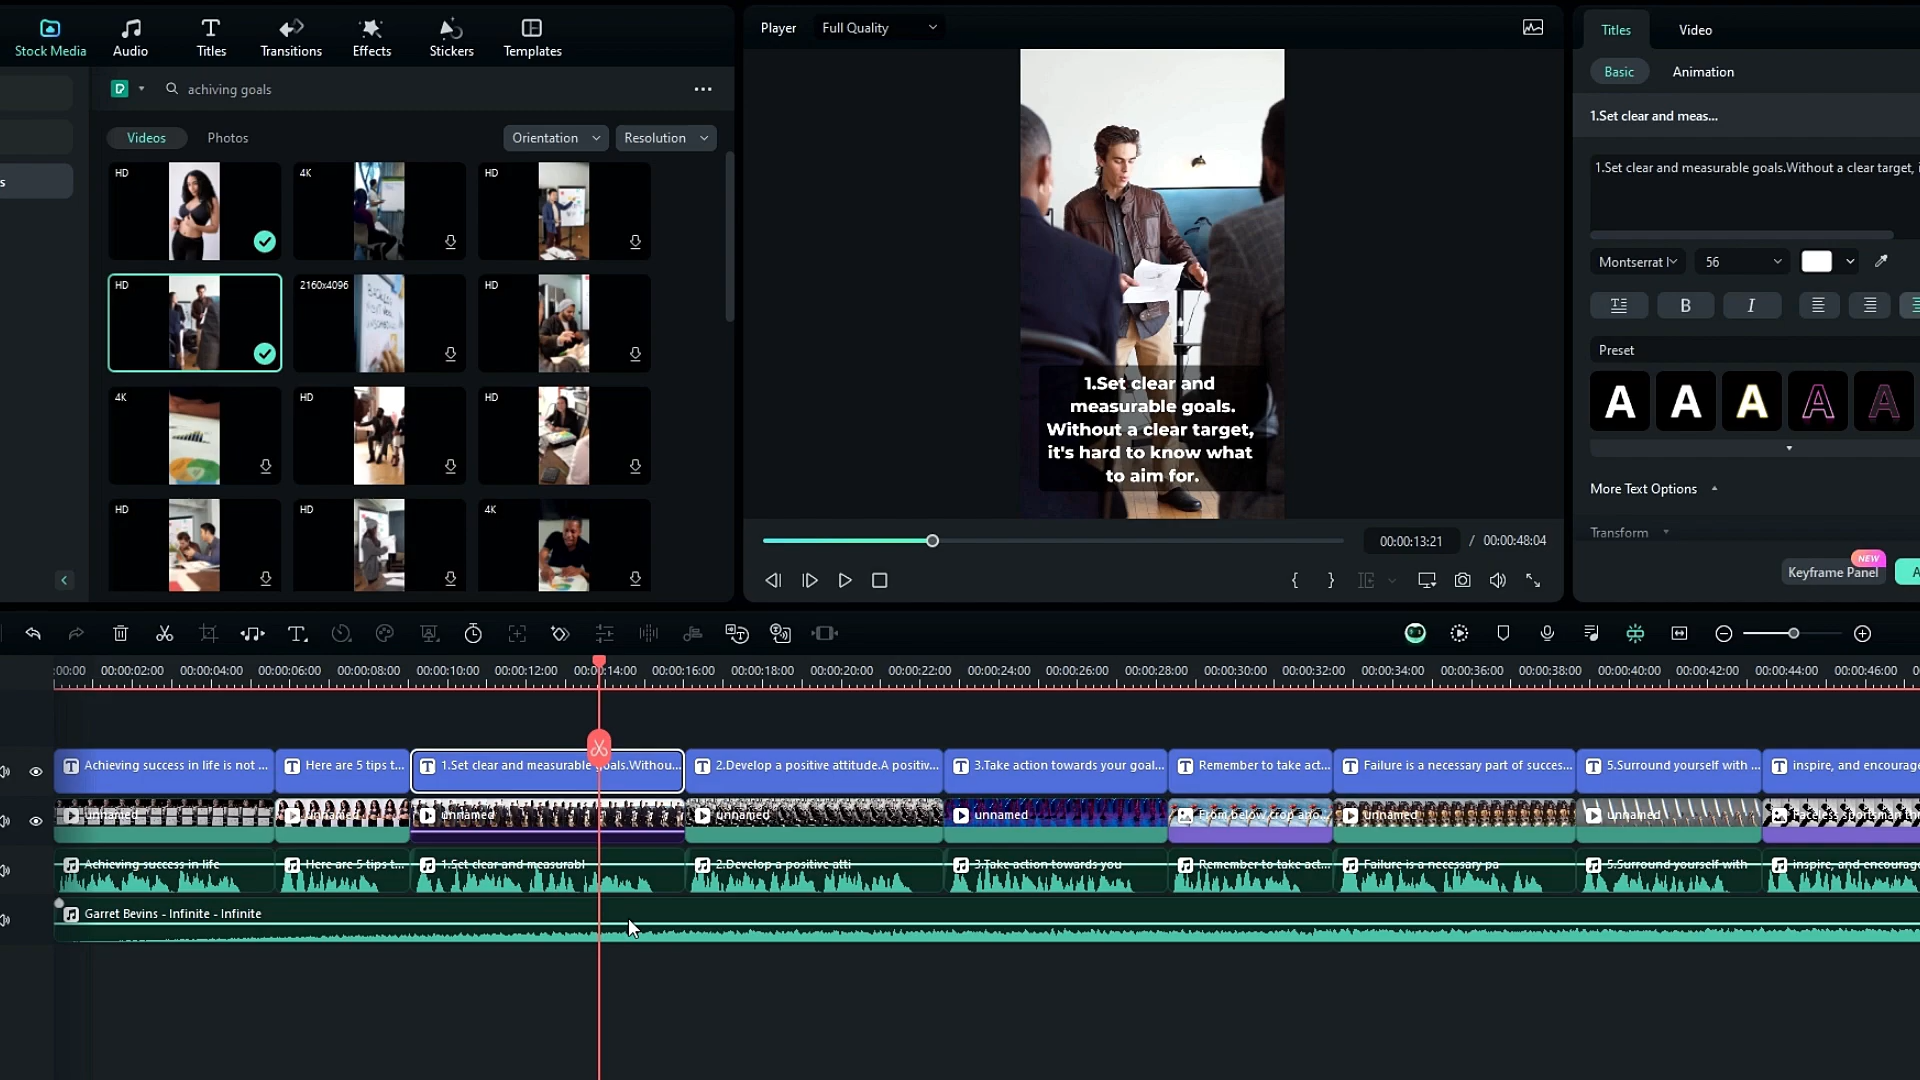 Stock Media
Audio
Titles
Transitions
Effects
Stickers
Templates
achiving goals
Videos
Photos
Orientation
Resolution
HD
4K
HD
HD
2160x4096
HD
4K
HD
HD
HD
HD
4K
Player
Full Quality
1.Set clear and
measurable goals.
Without a clear target,
it's hard to know what
to aim for.
00:00:13:21 / 00:00:48:04
Titles
Video
Basic
Animation
1.Set clear and meas...
1.Set clear and measurable goals.Without a clear target,
Montserrat
56
B
I
Preset
A A A A A
More Text Options
Transform
NEW
Keyframe Panel
A
:00:00 00:00:02:00 00:00:04:00 00:00:06:00 00:00:08:00 00:00:10:00 00:00:12:00 00:00:14:00 00:00:16:00 00:00:18:00 00:00:20:00 00:00:22:00 00:00:24:00 00:00:26:00 00:00:28:00 00:00:30:00 00:00:32:00 00:00:34:00 00:00:36:00 00:00:38:00 00:00:40:00 00:00:42:00 00:00:44:00 00:00:46:00
Achieving success in life is not ... Here are 5 tips t... 1.Set clear and measurable goals.Withou... 2.Develop a positive attitude.A positiv... 3.Take action towards your goal... Remember to take act... Failure is a necessary part of succes... 5.Surround yourself with ... inspire, and encourage
unnamed unnamed unnamed unnamed unnamed From below crop ano... unnamed unnamed Faceless sportsman
Achieving success in life Here are 5 tips t... 1.Set clear and measurabl 2.Develop a positive atti 3.Take action towards you Remember to take act... Failure is a necessary pa 5.Surround yourself with inspire, and encourage
Garret Bevins - Infinite - Infinite